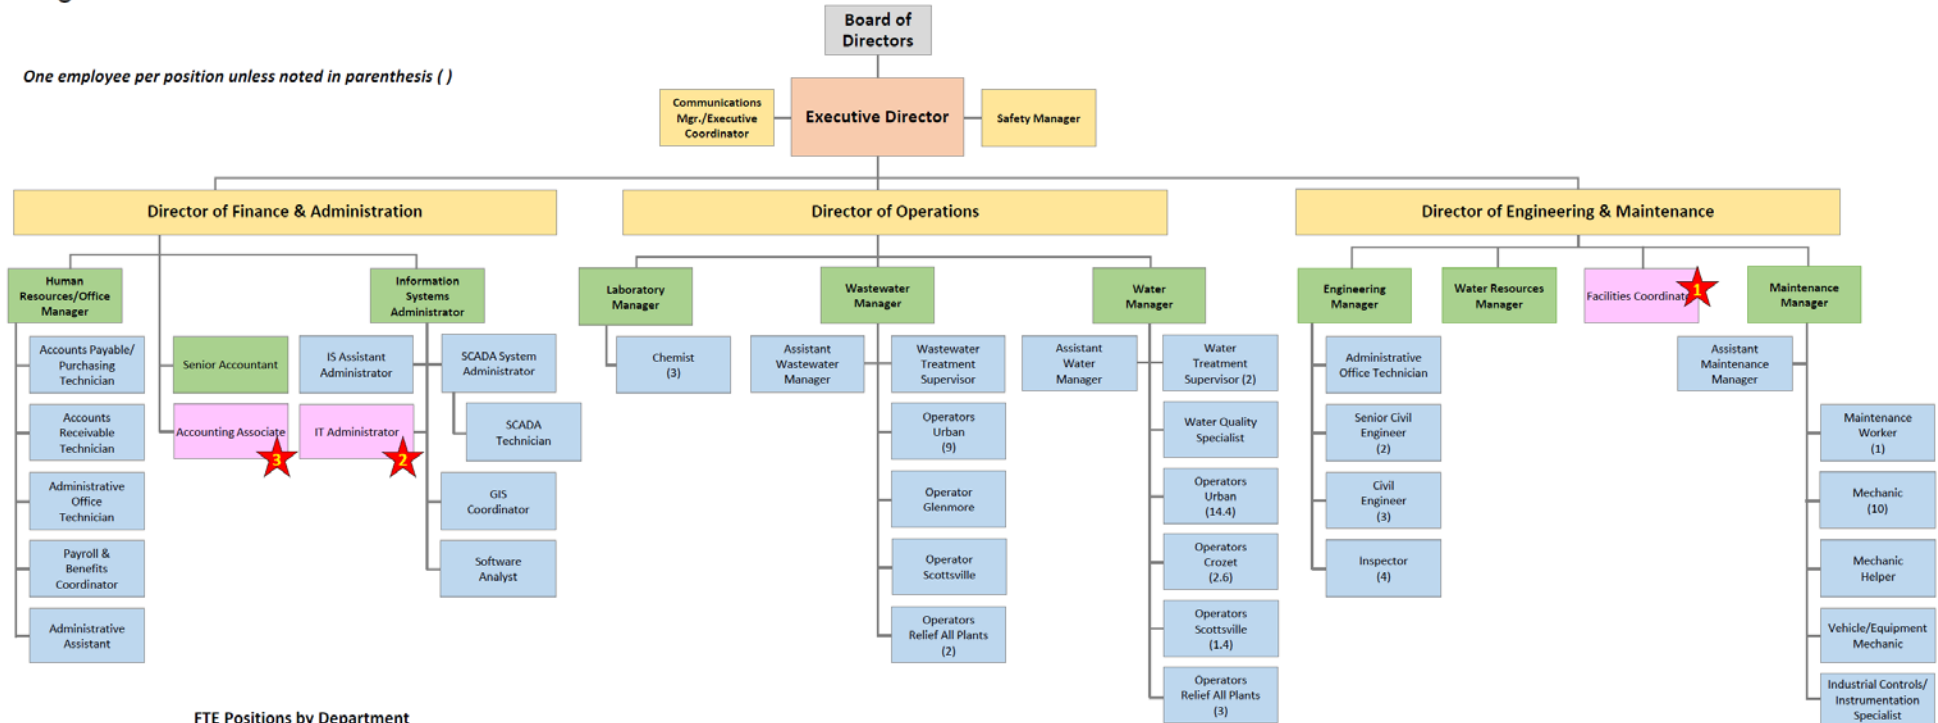 Board of
Directors
One employee per position unless noted in parenthesis ( )
Communications
Mgr./Executive
Coordinator
Executive Director
Safety Manager
Director of Finance & Administration
Director of Operations
Director of Engineering & Maintenance
Human
Resources/Office
Manager
Information
Systems
Administrator
Laboratory
Manager
Wastewater
Manager
Water
Manager
Engineering
Manager
Water Resources
Manager
Facilities Coordinat
1
Maintenance
Manager
Accounts Payable/
Purchasing
Technician
Accounts
Receivable
Technician
Administrative
Office
Technician
Payroll &
Benefits
Coordinator
Administrative
Assistant
Senior Accountant
Accounting Associate
3
IS Assistant
Administrator
IT Administrator
2
SCADA System
Administrator
SCADA
Technician
GIS
Coordinator
Software
Analyst
Chemist
(3)
Assistant
Wastewater
Manager
Wastewater
Treatment
Supervisor
Operators
Urban
(9)
Operator
Glenmore
Operator
Scottsville
Operators
Relief All Plants
(2)
Assistant
Water
Manager
Water
Treatment
Supervisor (2)
Water Quality
Specialist
Operators
Urban
(14.4)
Operators
Crozet
(2.6)
Operators
Scottsville
(1.4)
Operators
Relief All Plants
(3)
Administrative
Office Technician
Senior Civil
Engineer
(2)
Civil
Engineer
(3)
Inspector
(4)
Assistant
Maintenance
Manager
Maintenance
Worker
(1)
Mechanic
(10)
Mechanic
Helper
Vehicle/Equipment
Mechanic
Industrial Controls/
Instrumentation
Specialist
FTE Positions by Department